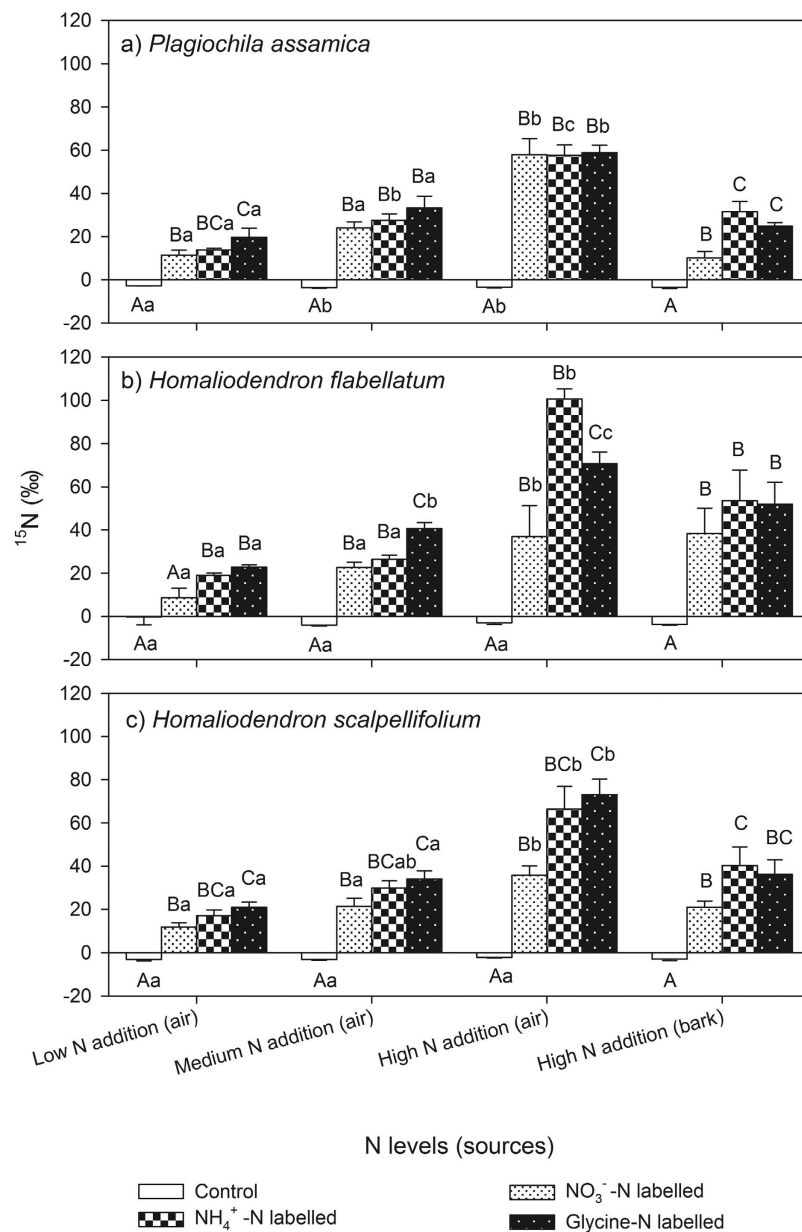 120
a) Plagiochila assamica
100
80
Bb Bc Bb
60
Ba Bb Ba
C
40
Ba BCa Ca
B C
20
0
Aa Ab Ab A
-20
120
b) Homaliodendron flabellatum
Bb
100
80
Cc
B B B
60
Bb
Cb
40
Aa Ba Ba
Ba Ba
20
0
Aa Aa Aa A
-20
¹⁵N (‰)
120
c) Homaliodendron scalpellifolium
100
BCb Cb
80
60
C
BC
Bb
40
Ba BCa Ca
Ba BCab Ca
B
20
0
Aa Aa Aa A
-20
Low N addition (air)
Medium N addition (air)
High N addition (air)
High N addition (bark)
N levels (sources)
Control
NO₃⁻-N labelled
NH₄⁺-N labelled
Glycine-N labelled